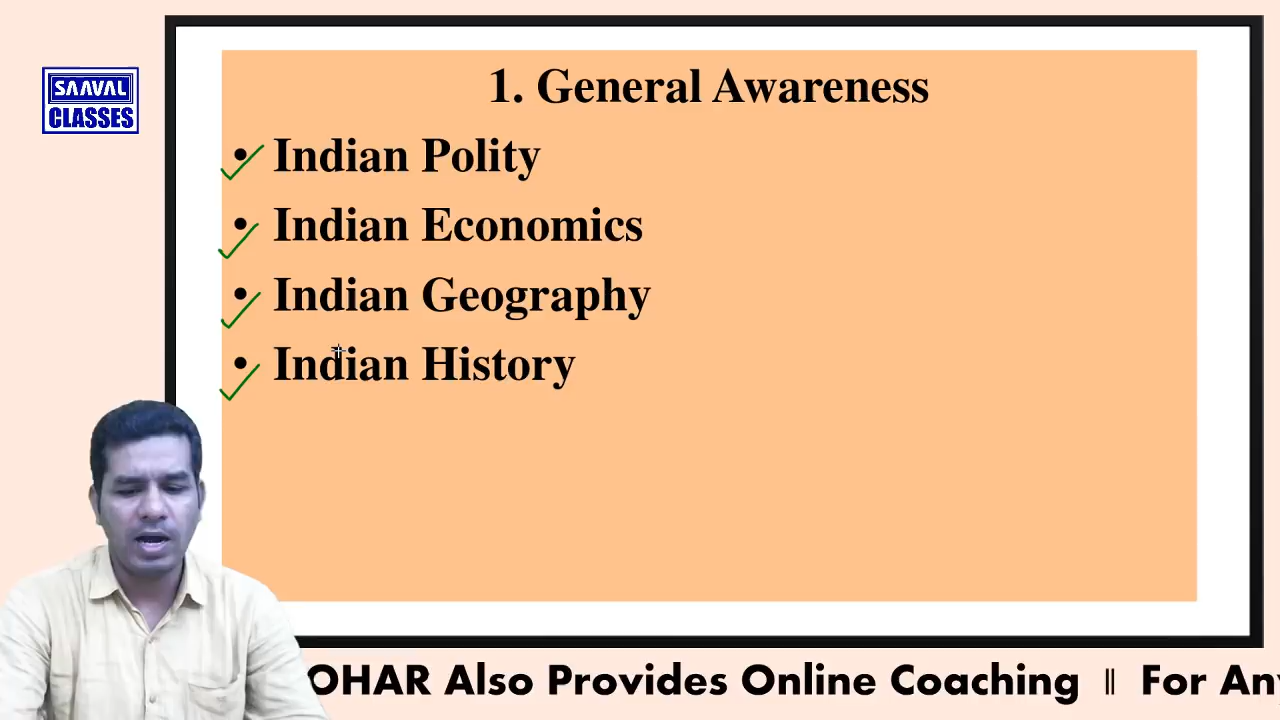 SAAVAL
CLASSES
1. General Awareness
• Indian Polity
• Indian Economics
• Indian Geography
• Indian History
OHAR Also Provides Online Coaching || For Any